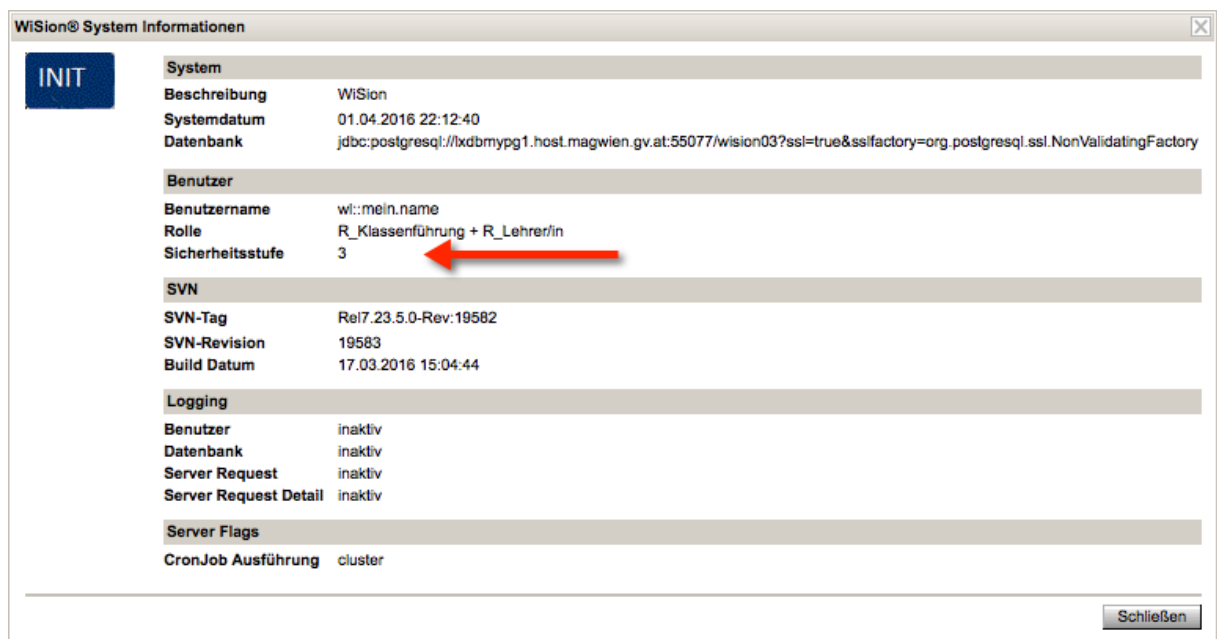 WiSion® System Informationen
INIT
System
Beschreibung WiSion
Systemdatum 01.04.2016 22:12:40
Datenbank jdbc:postgresql://lxdbmypg1.host.magwien.gv.at:55077/wision03?ssl=true&sslfactory=org.postgresql.ssl.NonValidatingFactory
Benutzer
Benutzername wl::mein.name
Rolle R_Klassenführung + R_Lehrer/in
Sicherheitsstufe 3
SVN
SVN-Tag Rel7.23.5.0-Rev:19582
SVN-Revision 19583
Build Datum 17.03.2016 15:04:44
Logging
Benutzer inaktiv
Datenbank inaktiv
Server Request inaktiv
Server Request Detail inaktiv
Server Flags
CronJob Ausführung cluster
Schließen